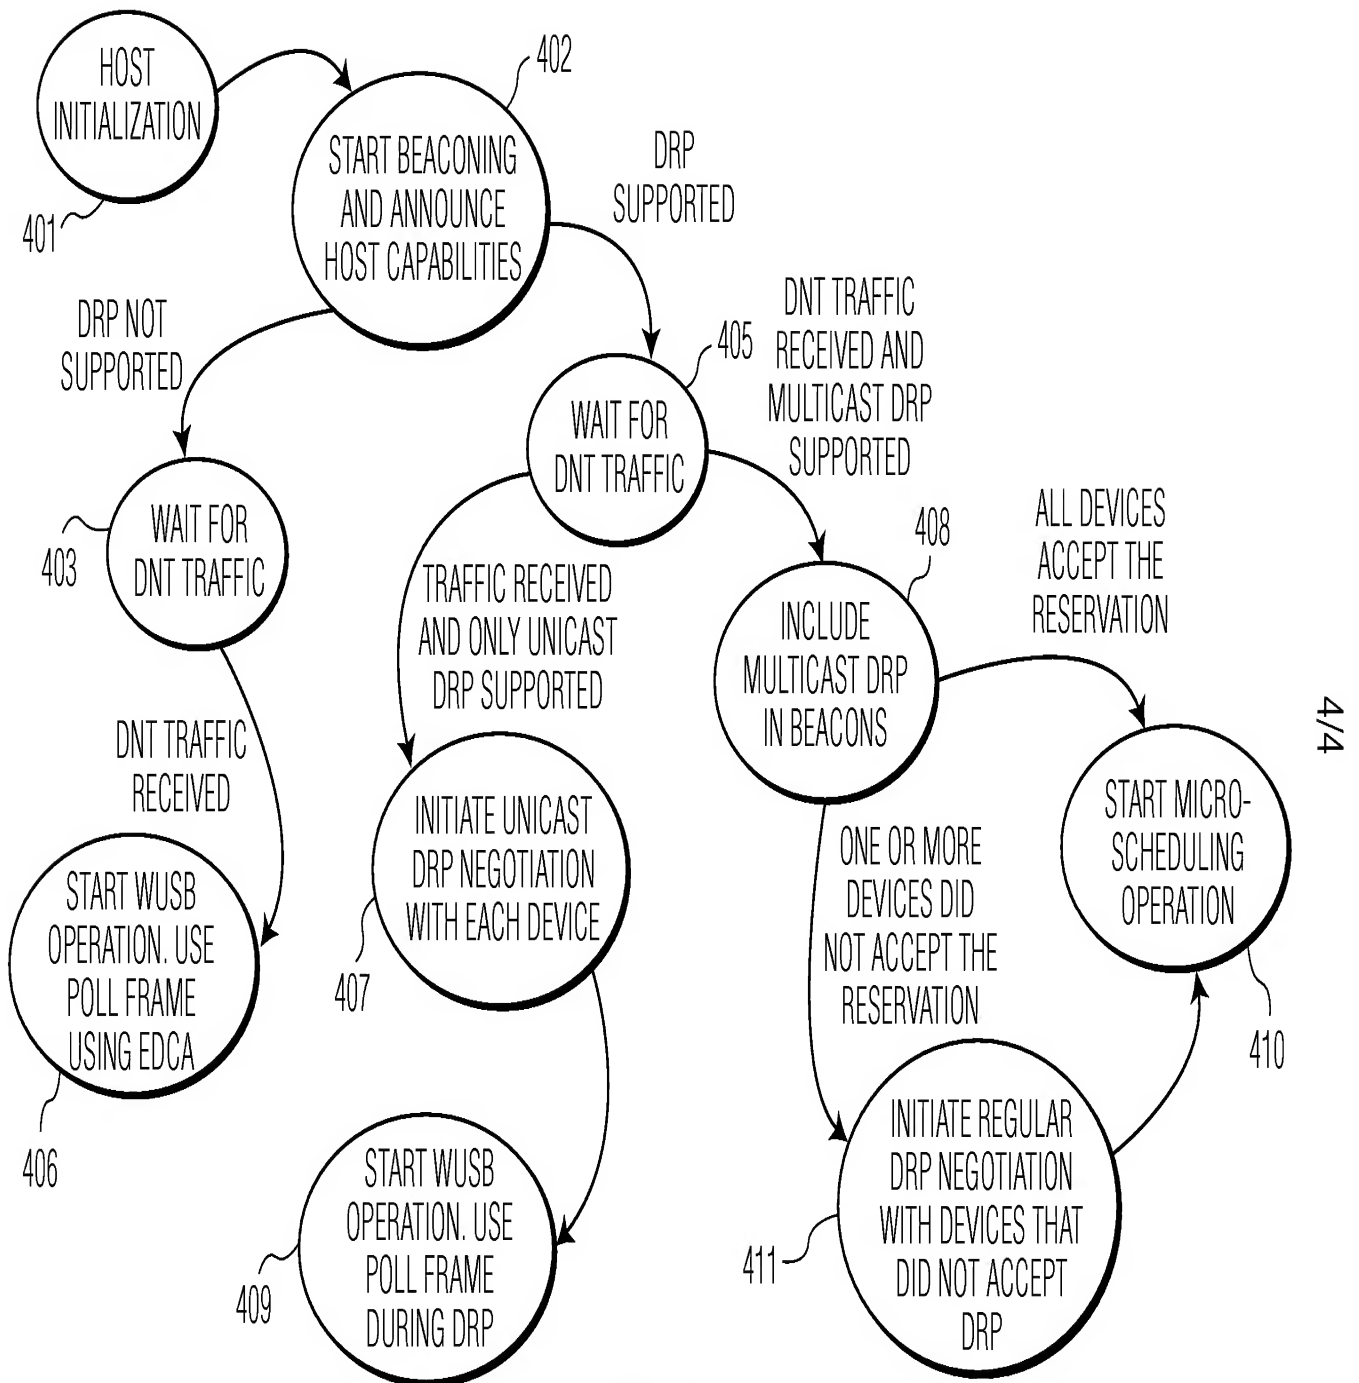 HOST
INITIALIZATION
401
402
START BEACONING
AND ANNOUNCE
HOST CAPABILITIES
DRP
SUPPORTED
DRP NOT
SUPPORTED
403
WAIT FOR
DNT TRAFFIC
405
WAIT FOR
DNT TRAFFIC
DNT TRAFFIC
RECEIVED AND
MULTICAST DRP
SUPPORTED
DNT TRAFFIC
RECEIVED
TRAFFIC RECEIVED
AND ONLY UNICAST
DRP SUPPORTED
408
INCLUDE
MULTICAST DRP
IN BEACONS
ALL DEVICES
ACCEPT THE
RESERVATION
4/4
START WUSB
OPERATION. USE
POLL FRAME
USING EDCA
406
INITIATE UNICAST
DRP NEGOTIATION
WITH EACH DEVICE
407
ONE OR MORE
DEVICES DID
NOT ACCEPT THE
RESERVATION
START MICRO-
SCHEDULING
OPERATION
410
START WUSB
OPERATION. USE
POLL FRAME
DURING DRP
409
INITIATE REGULAR
DRP NEGOTIATION
WITH DEVICES THAT
DID NOT ACCEPT
DRP
411